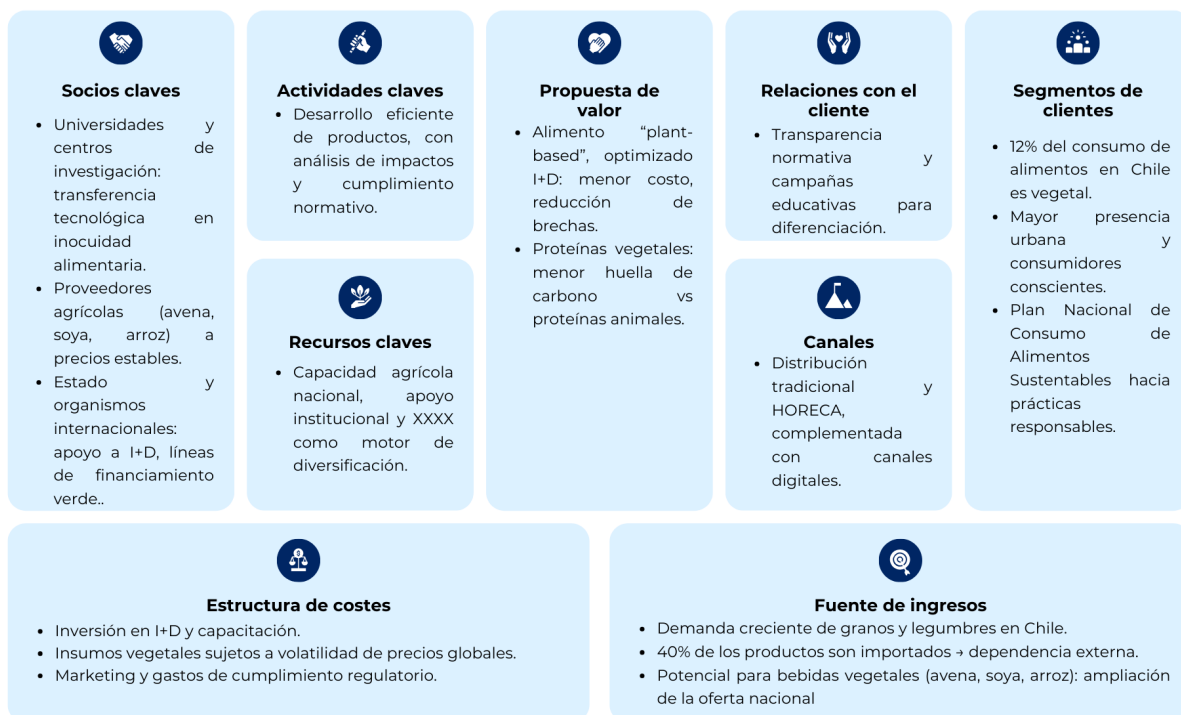 Socios claves
• Universidades y
centros de
investigación:
transferencia
tecnológica en
inocuidad
alimentaria.
• Proveedores
agrícolas (avena,
soya, arroz) a
precios estables.
• Estado y
organismos
internacionales:
apoyo a I+D, líneas
de financiamiento
verde..
Actividades claves
• Desarrollo eficiente
de productos, con
análisis de impactos
y cumplimiento
normativo.
Recursos claves
• Capacidad agrícola
nacional, apoyo
institucional y XXXX
como motor de
diversificación.
Propuesta de
valor
• Alimento “plant-
based”, optimizado
I+D: menor costo,
reducción de
brechas.
• Proteínas vegetales:
menor huella de
carbono vs
proteínas animales.
Relaciones con el
cliente
• Transparencia
normativa y
campañas
educativas para
diferenciación.
Canales
• Distribución
tradicional y
HORECA,
complementada
con canales
digitales.
Segmentos de
clientes
• 12% del consumo de
alimentos en Chile
es vegetal.
• Mayor presencia
urbana y
consumidores
conscientes.
• Plan Nacional de
Consumo de
Alimentos
Sustentables hacia
prácticas
responsables.
Estructura de costes
• Inversión en I+D y capacitación.
• Insumos vegetales sujetos a volatilidad de precios globales.
• Marketing y gastos de cumplimiento regulatorio.
Fuente de ingresos
• Demanda creciente de granos y legumbres en Chile.
• 40% de los productos son importados → dependencia externa.
• Potencial para bebidas vegetales (avena, soya, arroz): ampliación
de la oferta nacional